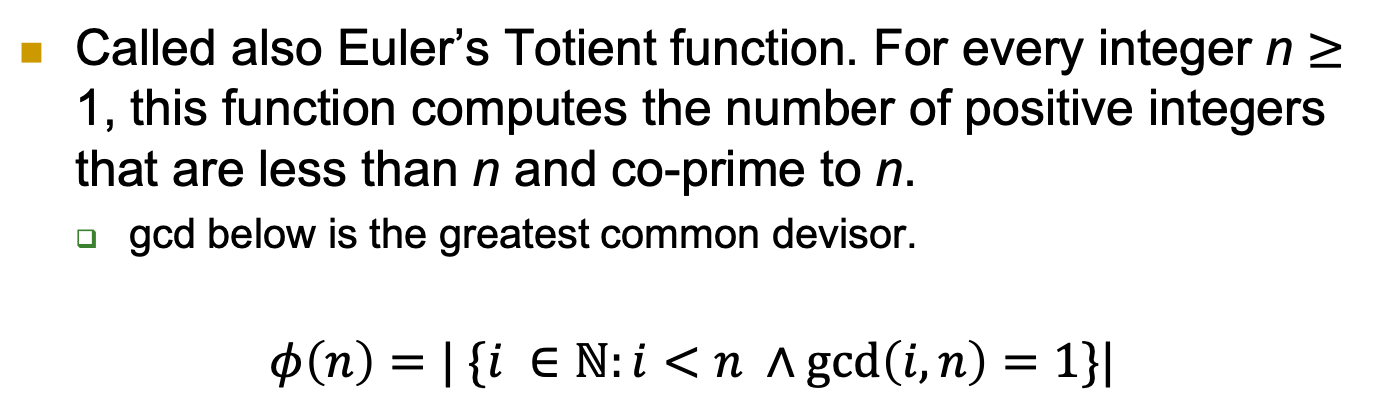 Called also Euler’s Totient function. For every integer n ≥
1, this function computes the number of positive integers
that are less than n and co-prime to n.
gcd below is the greatest common devisor.
ϕ(n) = | {i ∈ ℕ: i < n ∧ gcd(i, n) = 1}|